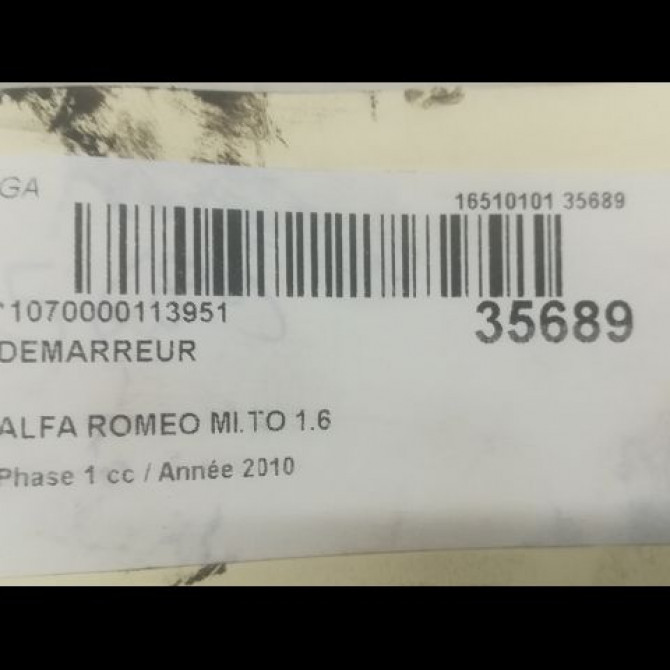 GA
16510101 35689
*1070000113951
35689
DEMARREUR
ALFA ROMEO MI.TO 1.6
Phase 1 cc / Année 2010